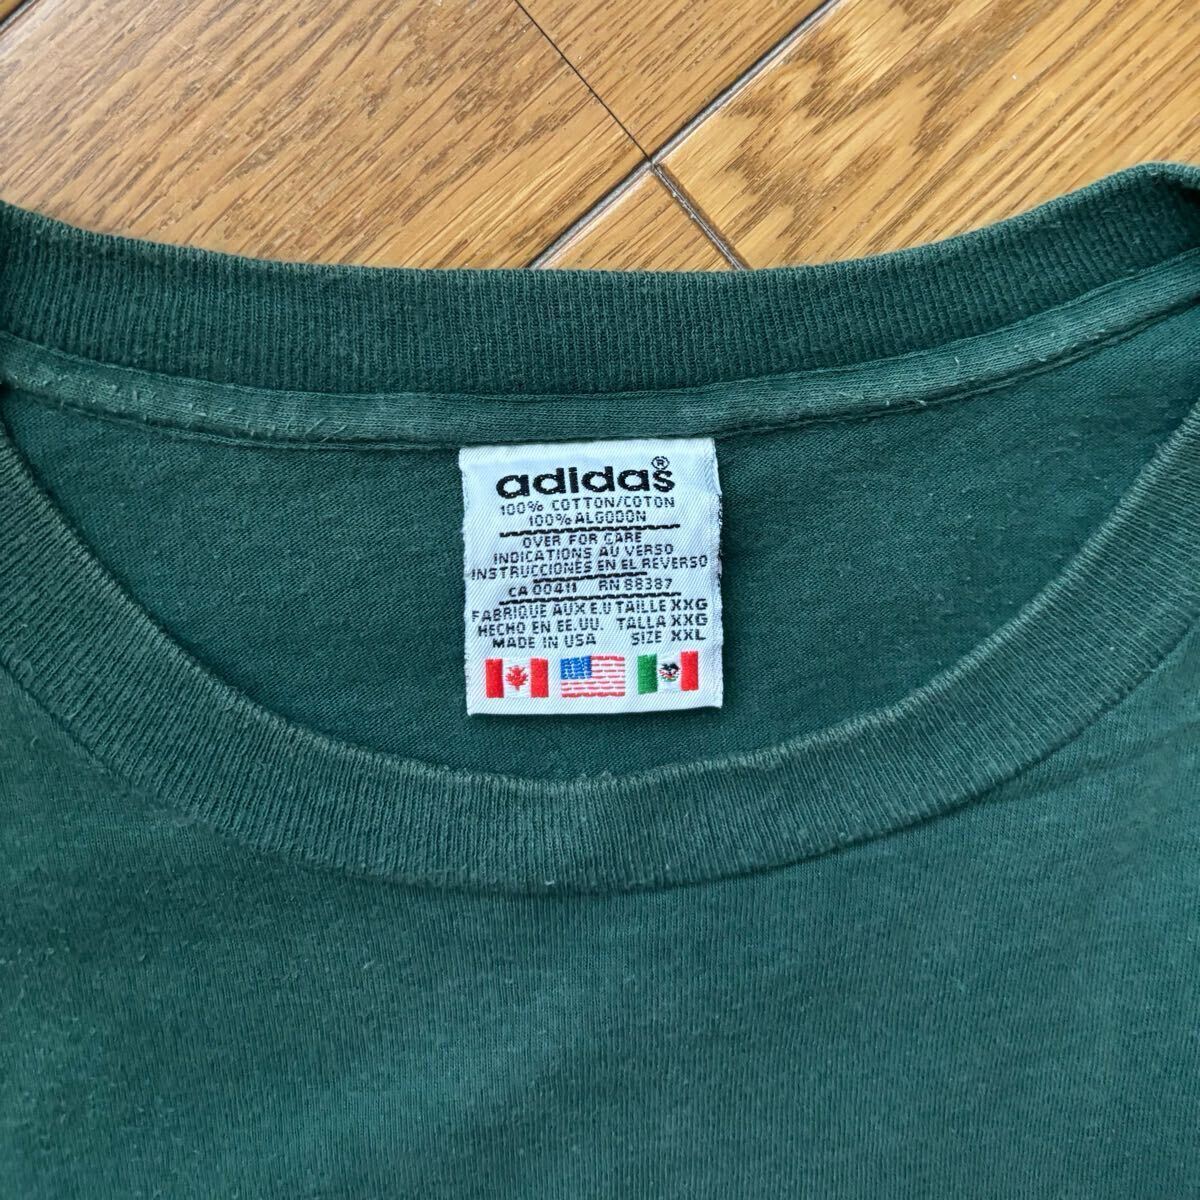 adidas®
100% COTTON/COTON
100% ALGODON
OVER FOR CARE
INDICATIONS AU VERSO
INSTRUCCIONES EN EL REVERSO
CA 00411 RN 88387
FABRIQUE AUX E.U TAILLE XXG
HECHO EN EE.UU. TALLA XXG
MADE IN USA SIZE XXL